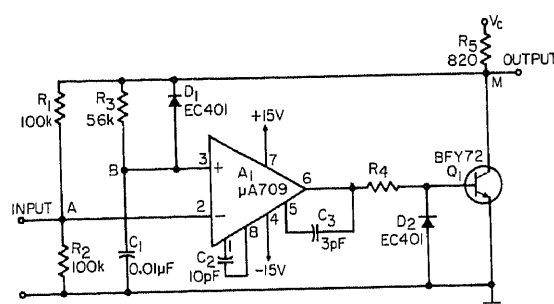 Vc
R5
820
OUTPUT
M
R1
100k
R3
56k
D1
EC401
+15V
B
3
+
7
A1
μA709
6
R4
BFY72
Q1
INPUT
A
2
-
5
4
8
1
C3
3pF
D2
EC401
R2
100k
C1
0.01μF
C2
10pF
-15V